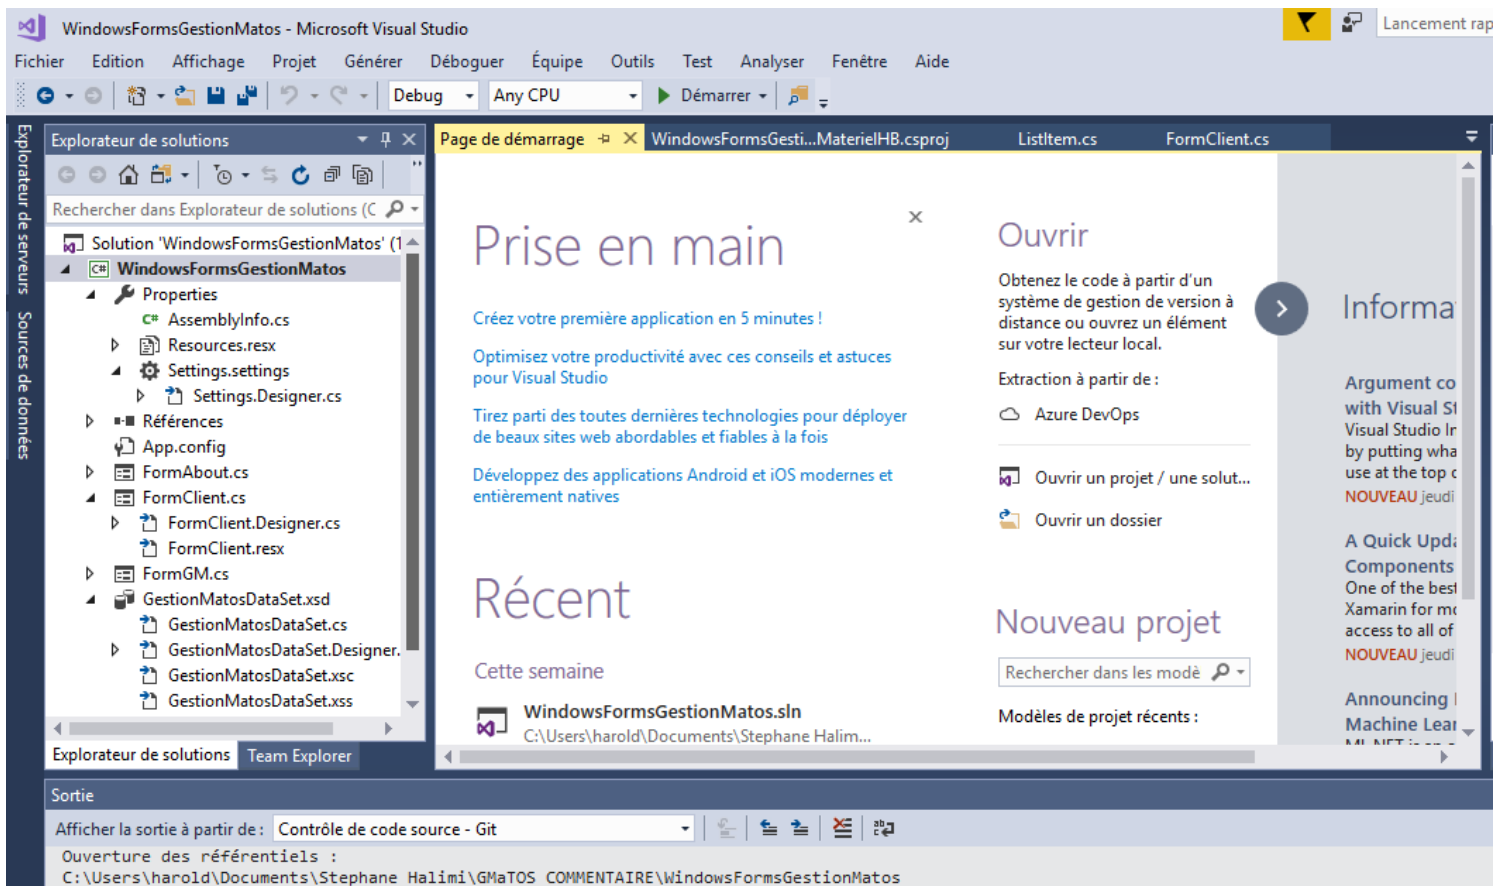 WindowsFormsGestionMatos - Microsoft Visual Studio
Lancement rap
Fichier Edition Affichage Projet Générer Déboguer Équipe Outils Test Analyser Fenêtre Aide
Debug Any CPU Démarrer
Explorateur de serveurs
Sources de données
Explorateur de solutions
Rechercher dans Explorateur de solutions (C
Solution 'WindowsFormsGestionMatos' (1
C# WindowsFormsGestionMatos
Properties
C# AssemblyInfo.cs
Resources.resx
Settings.settings
Settings.Designer.cs
Références
App.config
FormAbout.cs
FormClient.cs
FormClient.Designer.cs
FormClient.resx
FormGM.cs
GestionMatosDataSet.xsd
GestionMatosDataSet.cs
GestionMatosDataSet.Designer.
GestionMatosDataSet.xsc
GestionMatosDataSet.xss
Explorateur de solutions Team Explorer
Page de démarrage WindowsFormsGesti...MaterielHB.csproj ListItem.cs FormClient.cs
Prise en main
Créez votre première application en 5 minutes !
Optimisez votre productivité avec ces conseils et astuces
pour Visual Studio
Tirez parti des toutes dernières technologies pour déployer
de beaux sites web abordables et fiables à la fois
Développez des applications Android et iOS modernes et
entièrement natives
Récent
Cette semaine
WindowsFormsGestionMatos.sln
C:\Users\harold\Documents\Stephane Halim...
Ouvrir
Obtenez le code à partir d'un
système de gestion de version à
distance ou ouvrez un élément
sur votre lecteur local.
Extraction à partir de :
Azure DevOps
Ouvrir un projet / une solut...
Ouvrir un dossier
Nouveau projet
Rechercher dans les modè
Modèles de projet récents :
Informa
Argument co
with Visual St
Visual Studio In
by putting wha
use at the top o
NOUVEAU jeudi
A Quick Upda
Components
One of the best
Xamarin for mo
access to all of
NOUVEAU jeudi
Announcing
Machine Lear
Sortie
Afficher la sortie à partir de : Contrôle de code source - Git
Ouverture des référentiels :
C:\Users\harold\Documents\Stephane Halimi\GMaTOS COMMENTAIRE\WindowsFormsGestionMatos